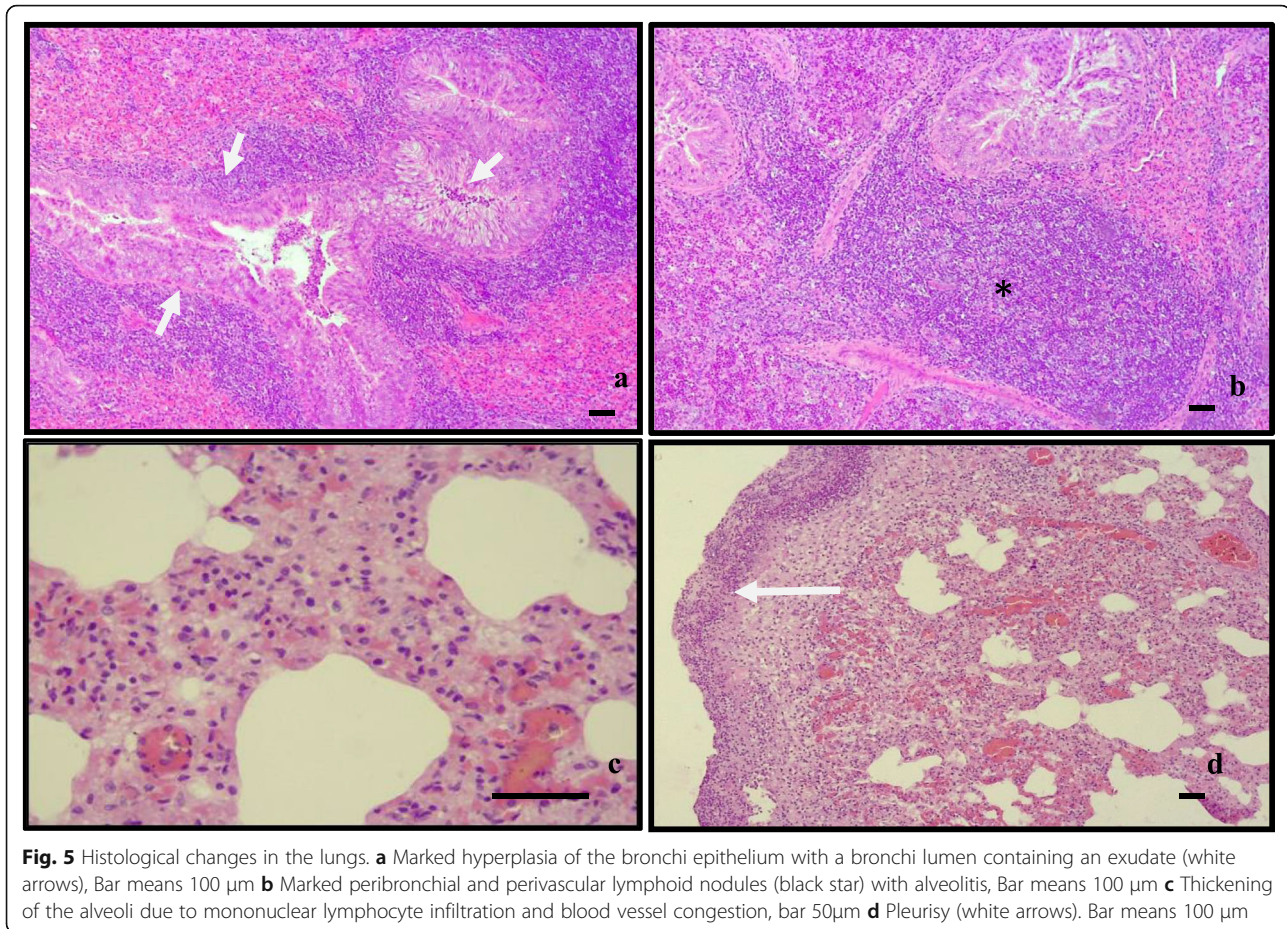 a
*
b
c
d
Fig. 5 Histological changes in the lungs. a Marked hyperplasia of the bronchi epithelium with a bronchi lumen containing an exudate (white
arrows), Bar means 100 µm b Marked peribronchial and perivascular lymphoid nodules (black star) with alveolitis, Bar means 100 µm c Thickening
of the alveoli due to mononuclear lymphocyte infiltration and blood vessel congestion, bar 50µm d Pleurisy (white arrows). Bar means 100 µm